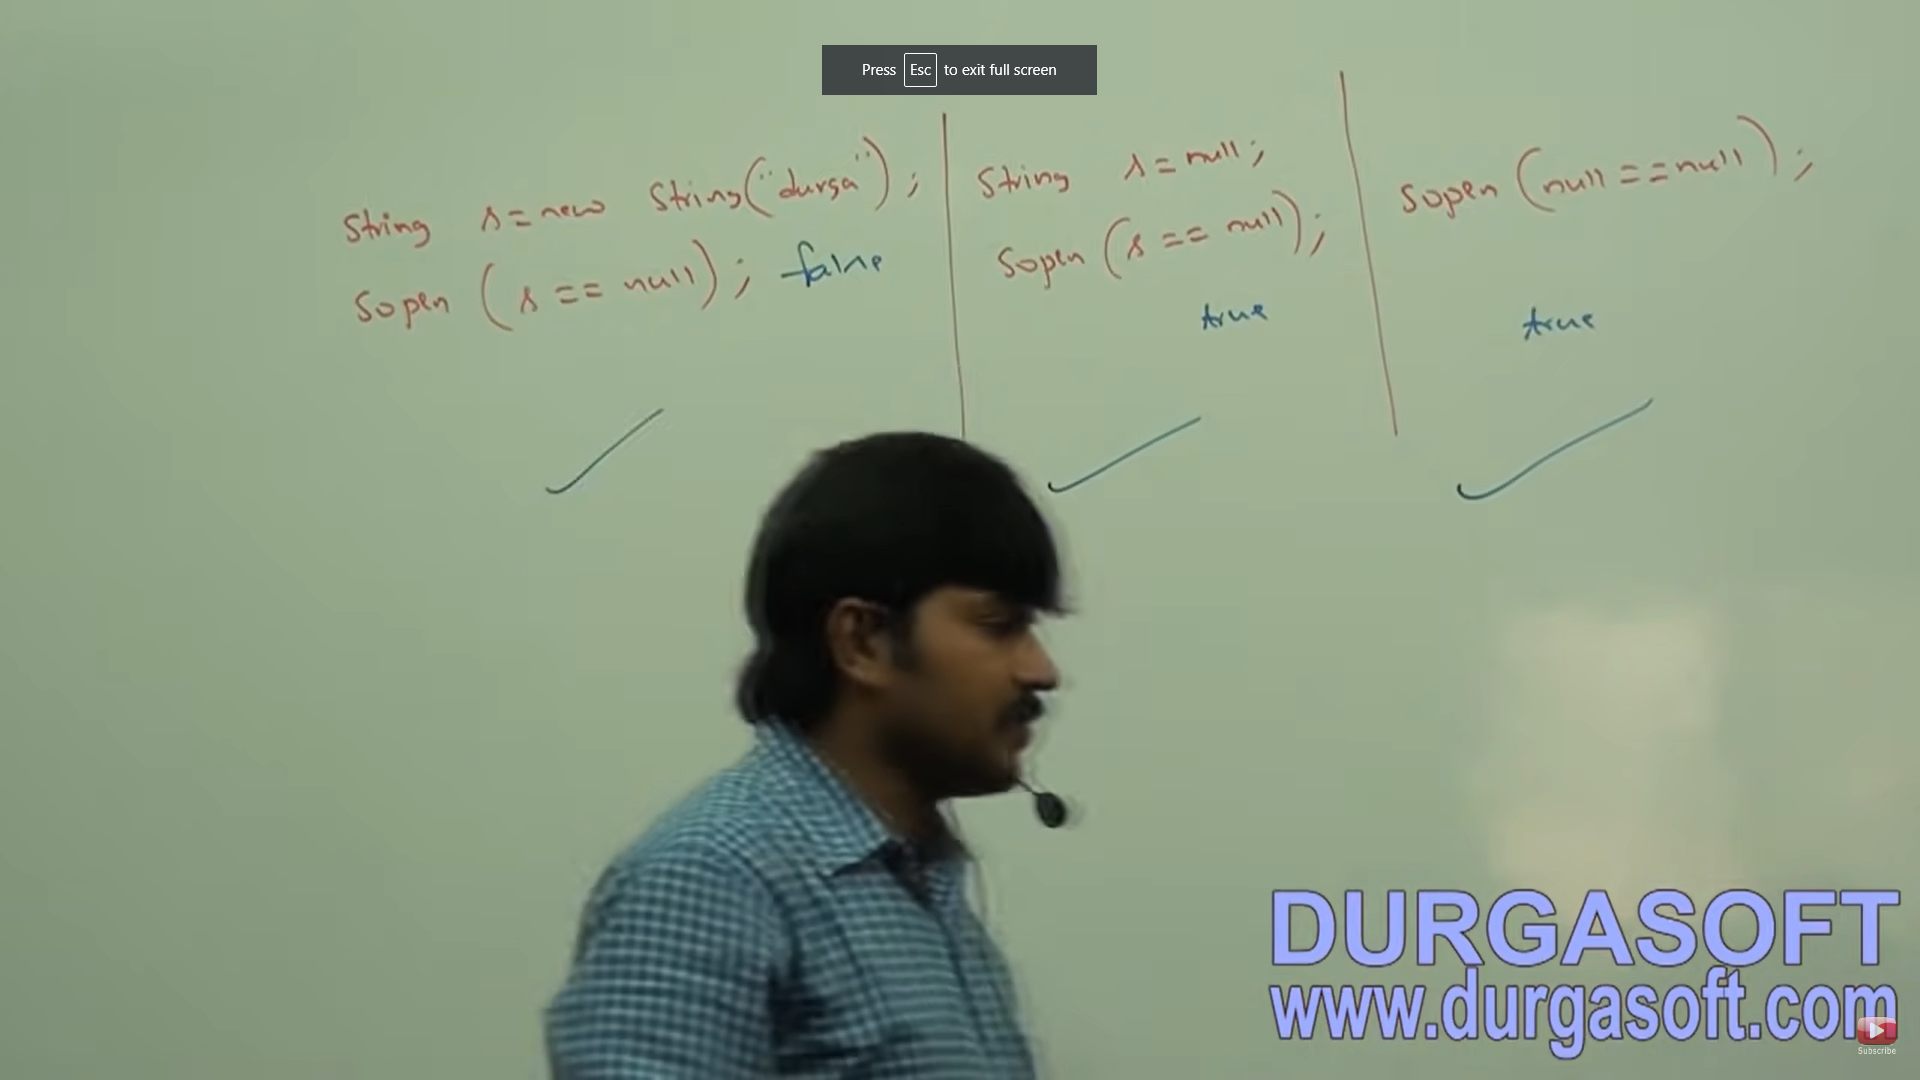 Press Esc to exit full screen
String s = new String("durga");
Sopln (s == null); false
String s = null;
Sopln (s == null);
true
Sopln (null == null);
true
DURGASOFT
www.durgasoft.com
Subscribe